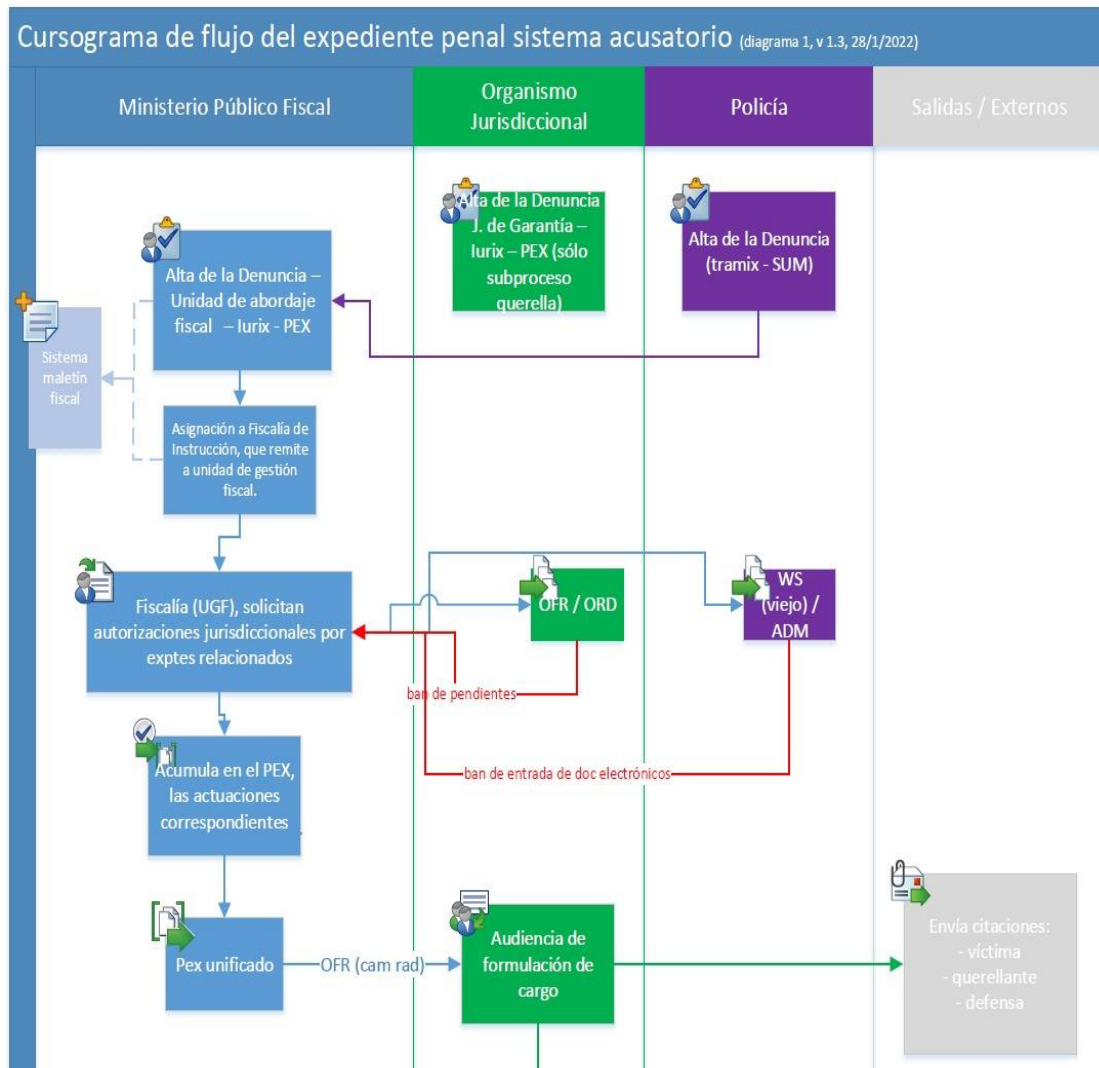 Cursograma de flujo del expediente penal sistema acusatorio (diagrama 1, v 1.3, 28/1/2022)
Ministerio Público Fiscal
Organismo
Jurisdiccional
Policía
Salidas / Externos
Alta de la Denuncia –
Unidad de abordaje
fiscal – Iurix - PEX
Alta de la Denuncia
J. de Garantía –
Iurix – PEX (sólo
subproceso
querella)
Alta de la Denuncia
(tramix - SUM)
Sistema
maletín
fiscal
Asignación a Fiscalía de
Instrucción, que remite
a unidad de gestión
fiscal.
Fiscalía (UGF), solicitan
autorizaciones jurisdiccionales por
exptes relacionados
OFR / ORD
WS
(viejo) /
ADM
ban de pendientes
ban de entrada de doc electrónicos
Acumula en el PEX,
las actuaciones
correspondientes
Pex unificado
OFR (cam rad)
Audiencia de
formulación de
cargo
Envía citaciones:
- víctima
- querellante
- defensa